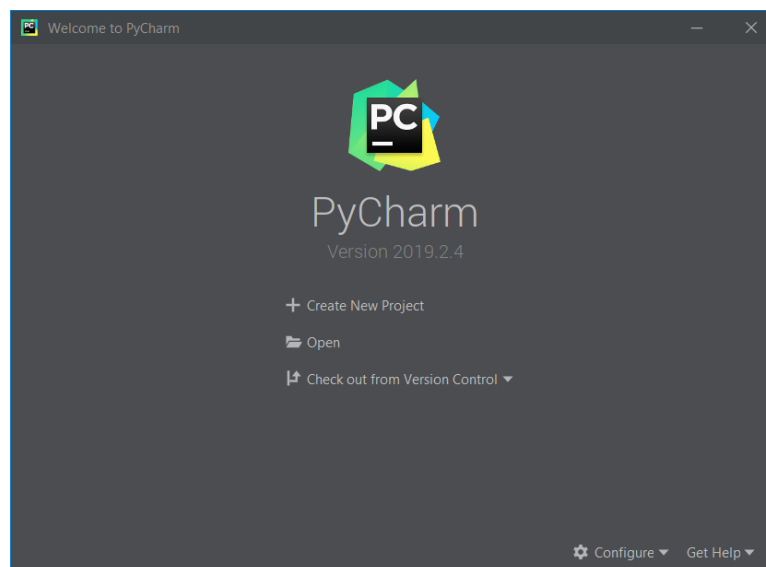 PC
Welcome to PyCharm
PC
PyCharm
Version 2019.2.4
Create New Project
Open
Check out from Version Control
Configure
Get Help